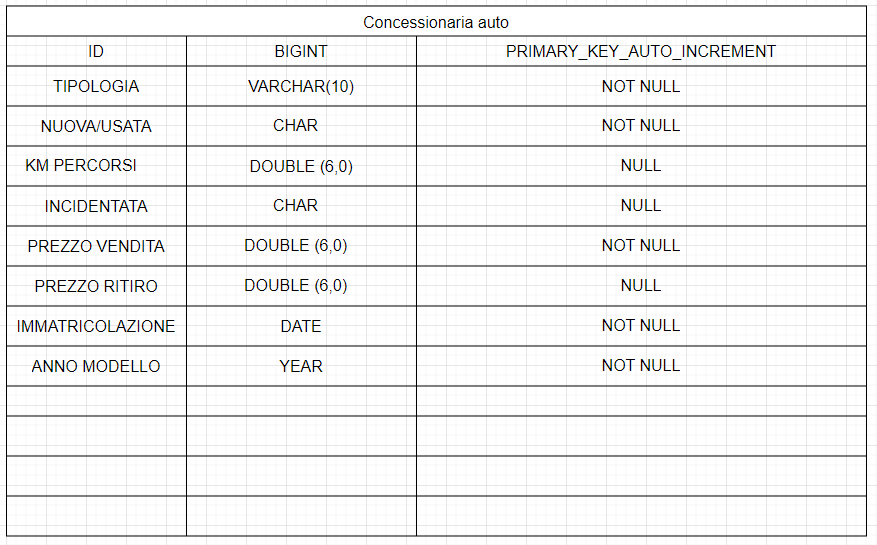 Concessionaria auto
ID BIGINT PRIMARY_KEY_AUTO_INCREMENT
TIPOLOGIA VARCHAR(10) NOT NULL
NUOVA/USATA CHAR NOT NULL
KM PERCORSI DOUBLE (6,0) NULL
INCIDENTATA CHAR NULL
PREZZO VENDITA DOUBLE (6,0) NOT NULL
PREZZO RITIRO DOUBLE (6,0) NULL
IMMATRICOLAZIONE DATE NOT NULL
ANNO MODELLO YEAR NOT NULL